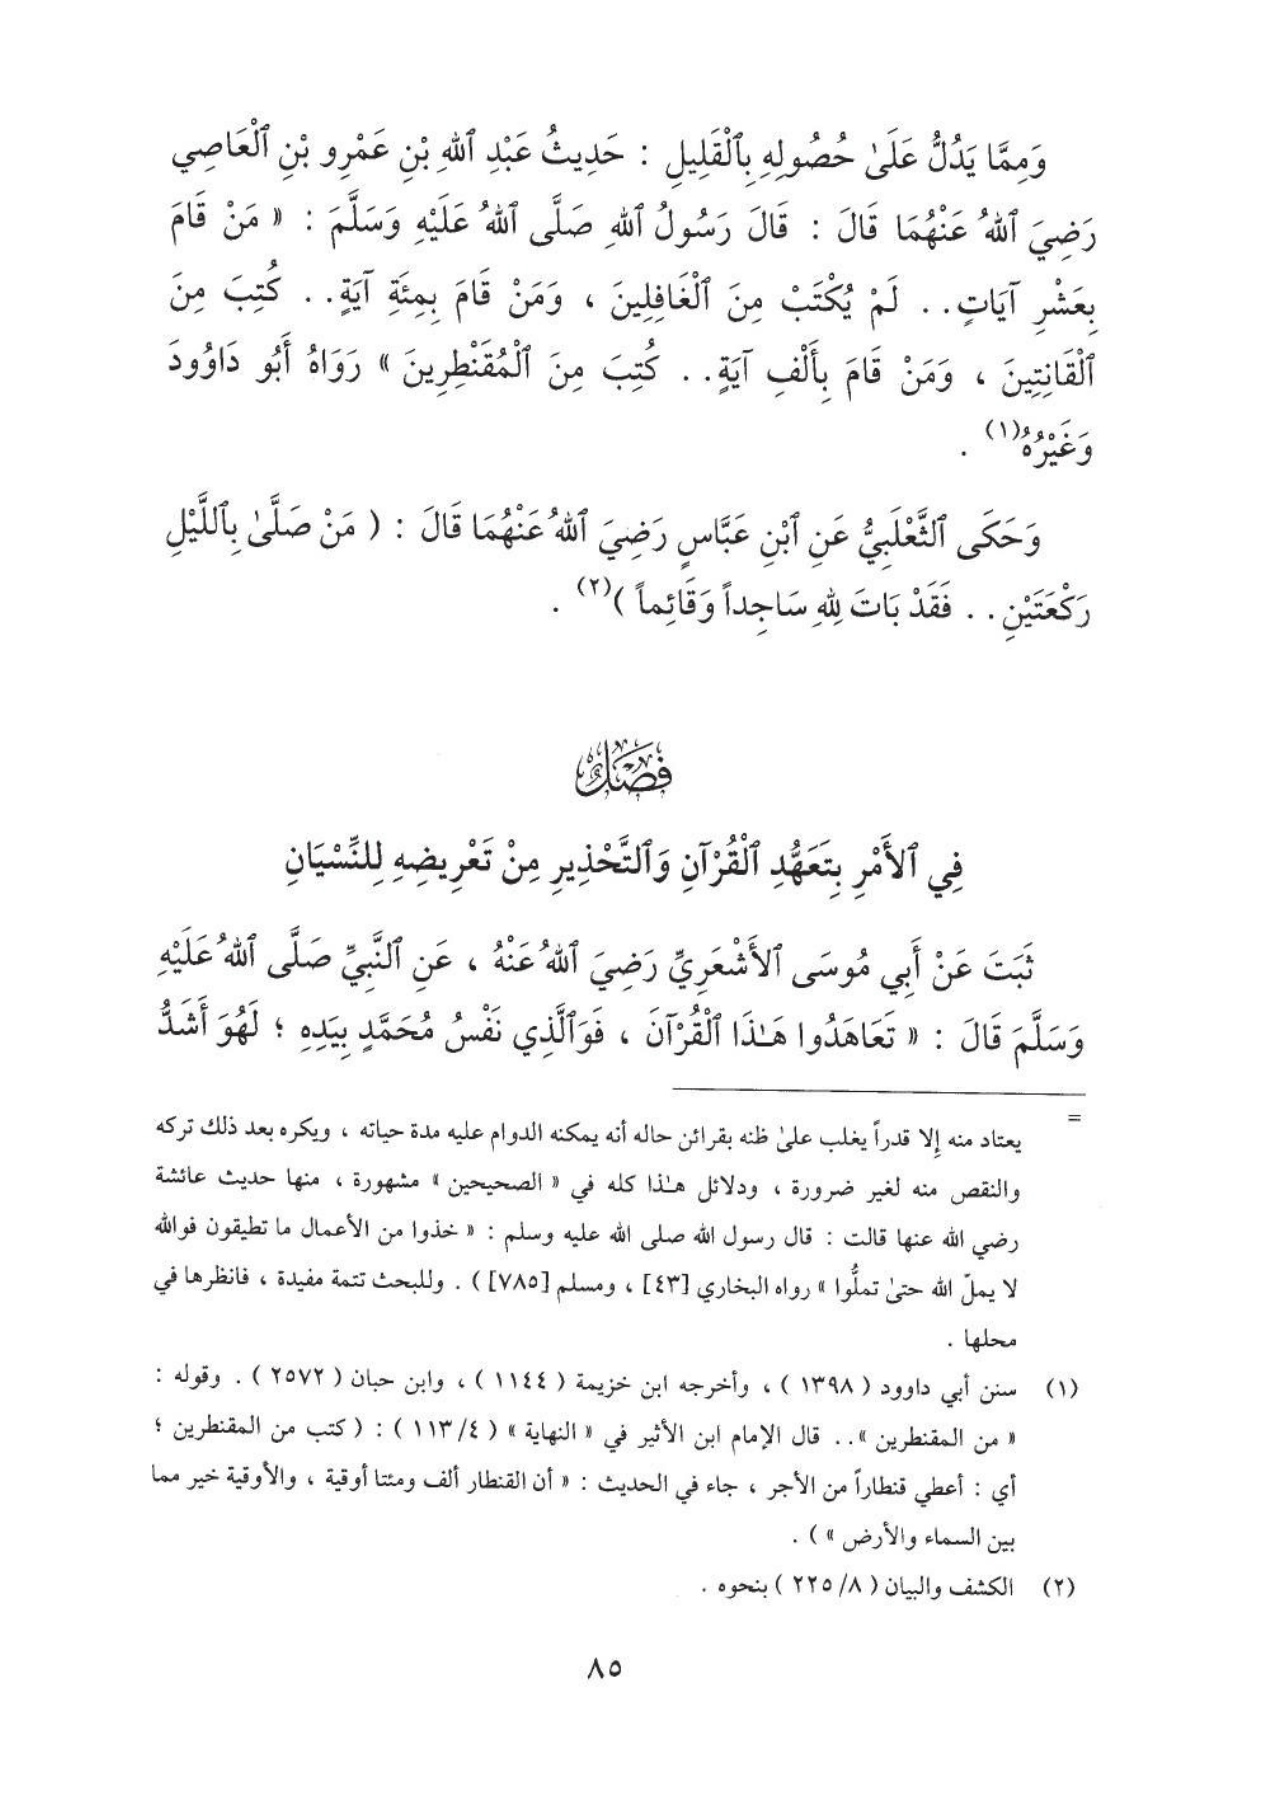 وَمِمَّا يَدُلُّ عَلَىٰ حُصُولِهِ بِٱلْقَلِيلِ : حَدِيثُ عَبْدِ ٱللهِ بْنِ عَمْرِو بْنِ ٱلْعَاصِي
رَضِيَ ٱللهُ عَنْهُمَا قَالَ : قَالَ رَسُولُ ٱللهِ صَلَّى ٱللهُ عَلَيْهِ وَسَلَّمَ : « مَنْ قَامَ
بِعَشْرِ آيَاتٍ . . لَمْ يُكْتَبْ مِنَ ٱلْغَافِلِينَ ، وَمَنْ قَامَ بِمِئَةِ آيَةٍ . . كُتِبَ مِنَ
ٱلْقَانِتِينَ ، وَمَنْ قَامَ بِأَلْفِ آيَةٍ . . كُتِبَ مِنَ ٱلْمُقَنْطِرِينَ » رَوَاهُ أَبُو دَاوُودَ
وَغَيْرُهُ(١) .
وَحَكَى ٱلثَّعْلَبِيُّ عَنِ ٱبْنِ عَبَّاسٍ رَضِيَ ٱللهُ عَنْهُمَا قَالَ : ( مَنْ صَلَّىٰ بِٱللَّيْلِ
رَكْعَتَيْنِ . . فَقَدْ بَاتَ لِلهِ سَاجِداً وَقَائِماً )(٢) .
فَصْلٌ
فِي ٱلأَمْرِ بِتَعَهُّدِ ٱلْقُرْآنِ وَٱلتَّحْذِيرِ مِنْ تَعْرِيضِهِ لِلنِّسْيَانِ
ثَبَتَ عَنْ أَبِي مُوسَى ٱلأَشْعَرِيِّ رَضِيَ ٱللهُ عَنْهُ ، عَنِ ٱلنَّبِيِّ صَلَّى ٱللهُ عَلَيْهِ
وَسَلَّمَ قَالَ : « تَعَاهَدُوا هَـٰذَا ٱلْقُرْآنَ ، فَوَٱلَّذِي نَفْسُ مُحَمَّدٍ بِيَدِهِ ؛ لَهُوَ أَشَدُّ
=
يعتاد منه إلا قدراً يغلب علىٰ ظنه بقرائن حاله أنه يمكنه الدوام عليه مدة حياته ، ويكره بعد ذلك تركه
والنقص منه لغير ضرورة ، ودلائل هـٰذا كله في « الصحيحين » مشهورة ، منها حديث عائشة
رضي الله عنها قالت : قال رسول الله صلى الله عليه وسلم : « خذوا من الأعمال ما تطيقون فوالله
لا يملّ الله حتىٰ تملُّوا » رواه البخاري [٤٣] ، ومسلم [٧٨٥] ) . وللبحث تتمة مفيدة ، فانظرها في
محلها .
(١) سنن أبي داوود ( ١٣٩٨ ) ، وأخرجه ابن خزيمة ( ١١٤٤ ) ، وابن حبان ( ٢٥٧٢ ) . وقوله :
« من المقنطرين » . . قال الإمام ابن الأثير في « النهاية » ( ٤/ ١١٣ ) : ( كتب من المقنطرين ؛
أي : أعطي قنطاراً من الأجر ، جاء في الحديث : « أن القنطار ألف ومئتا أوقية ، والأوقية خير مما
بين السماء والأرض » ) .
(٢) الكشف والبيان ( ٨/ ٢٢٥ ) بنحوه .
٨٥